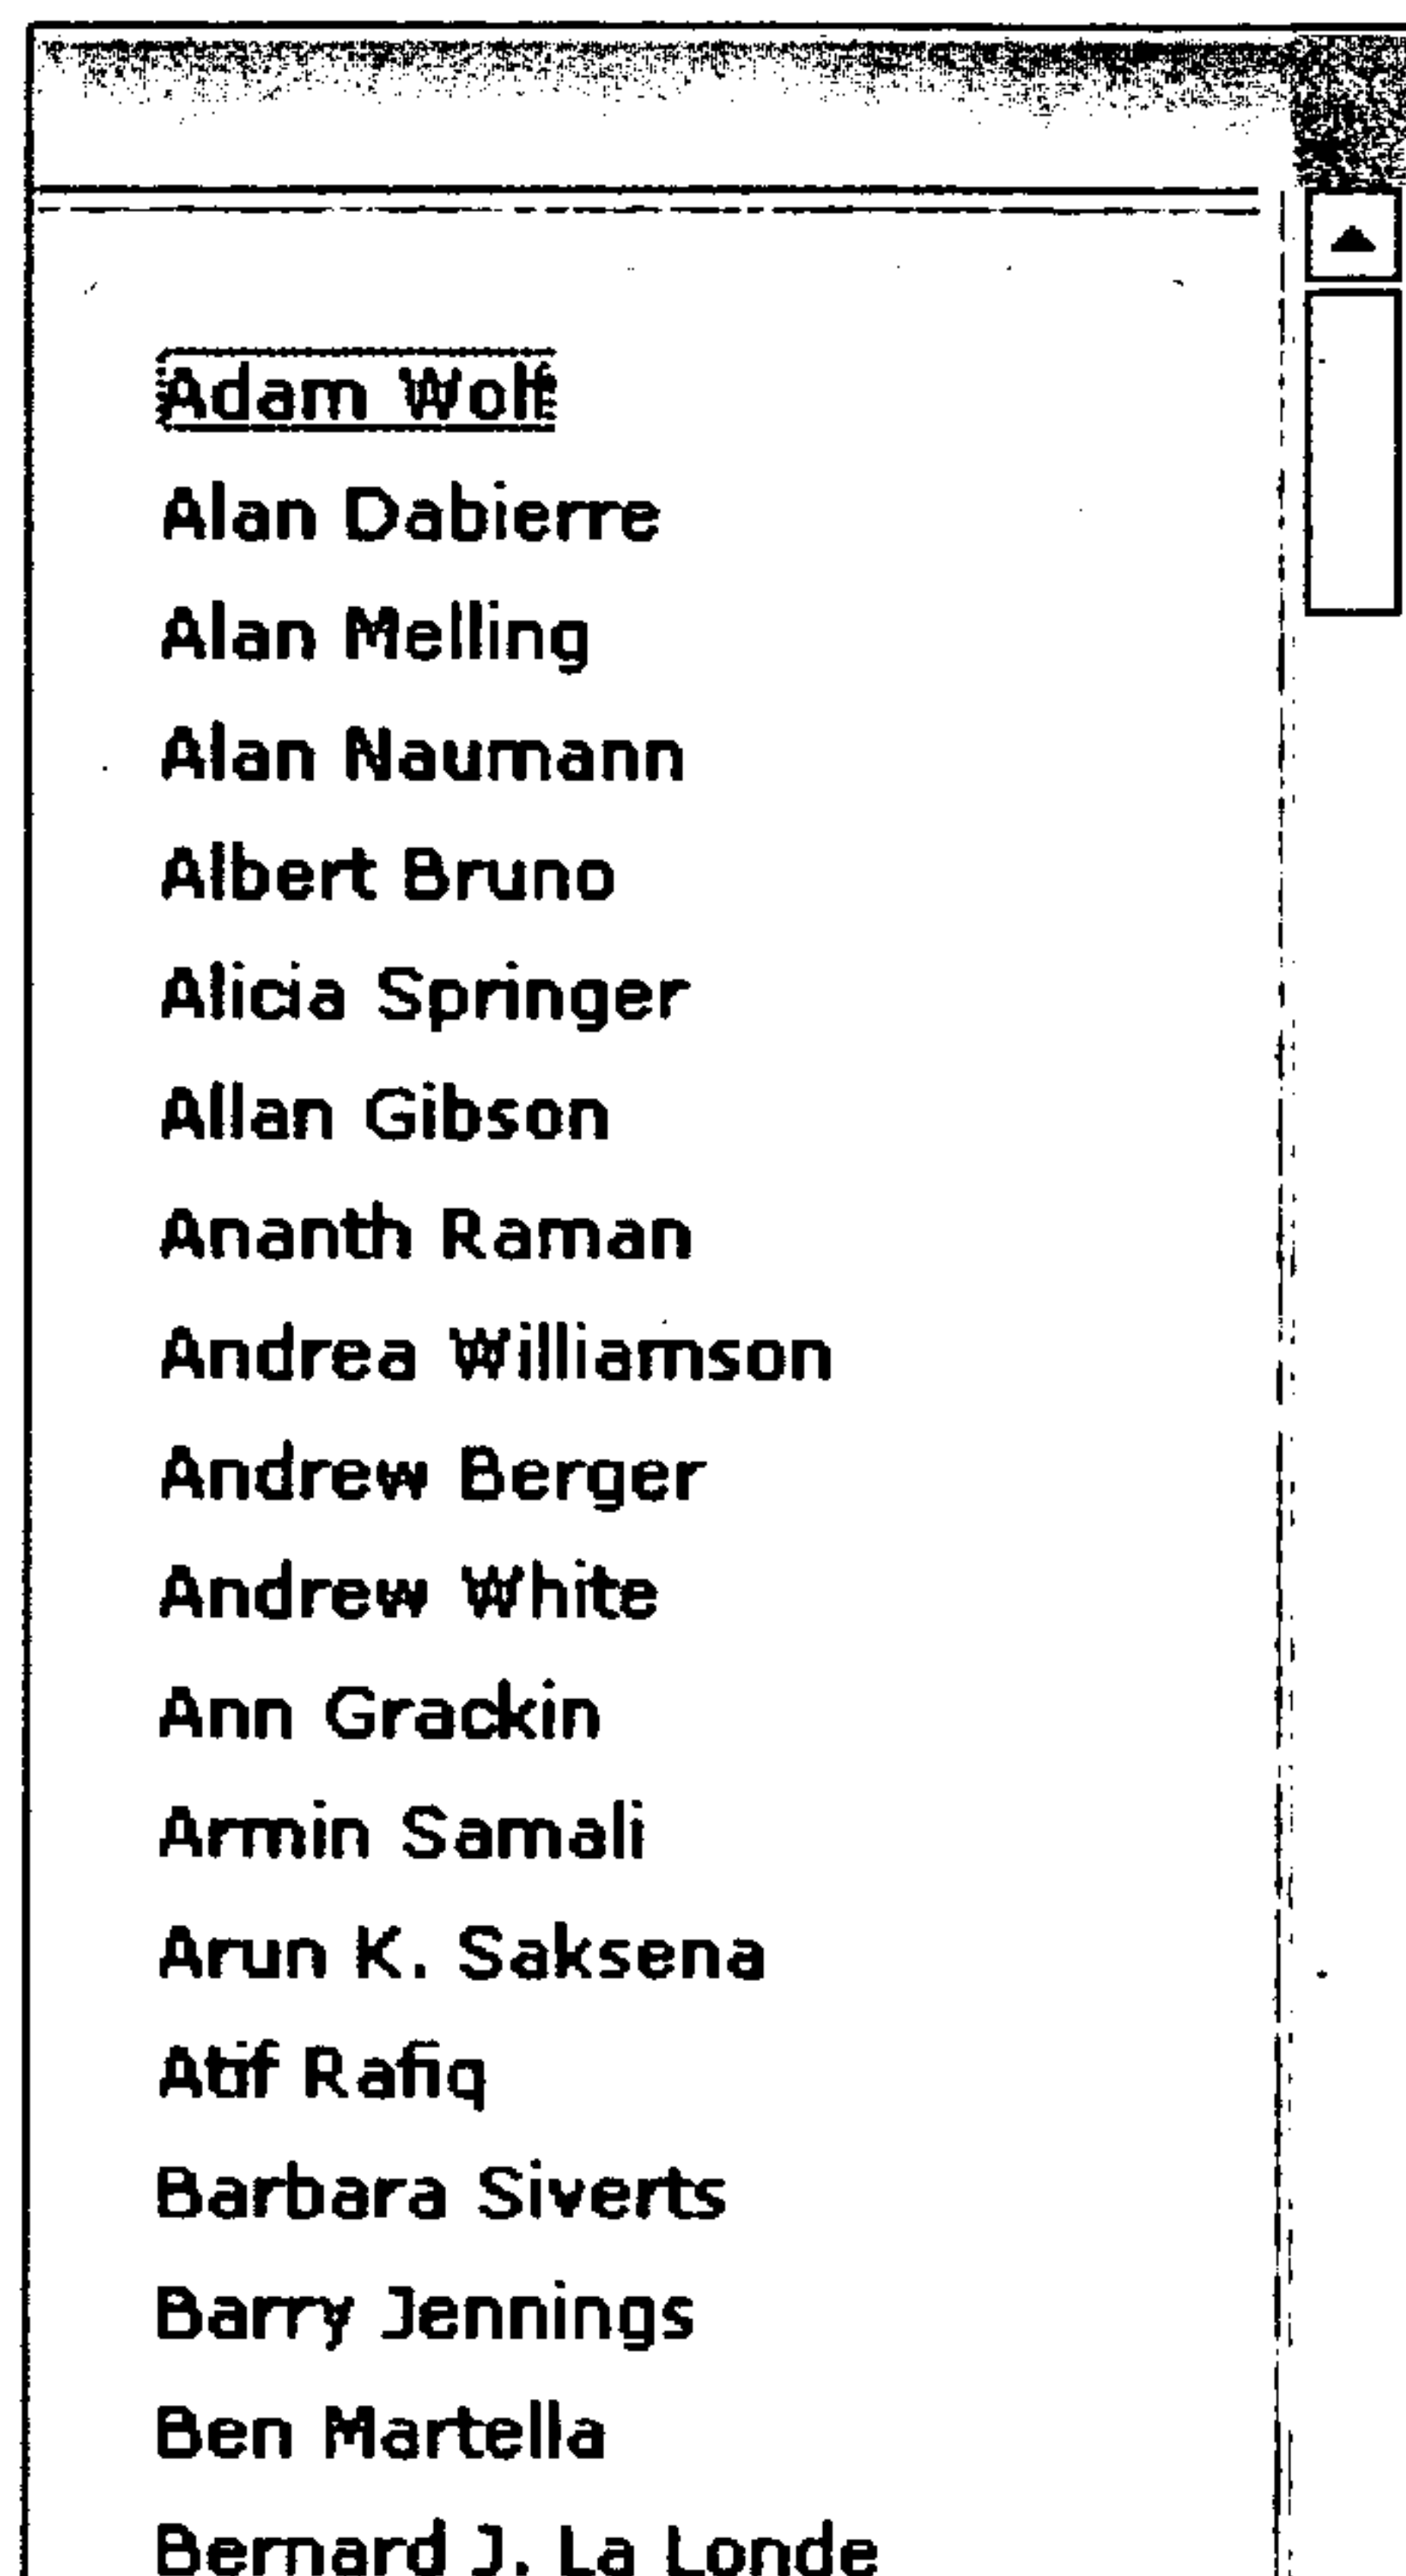 Adam Wolf
Alan Dabierre
Alan Melling
Alan Naumann
Albert Bruno
Alicia Springer
Allan Gibson
Ananth Raman
Andrea Williamson
Andrew Berger
Andrew White
Ann Grackin
Armin Samali
Arun K. Saksena
Atif Rafiq
Barbara Siverts
Barry Jennings
Ben Martella
Bernard J. La Londe